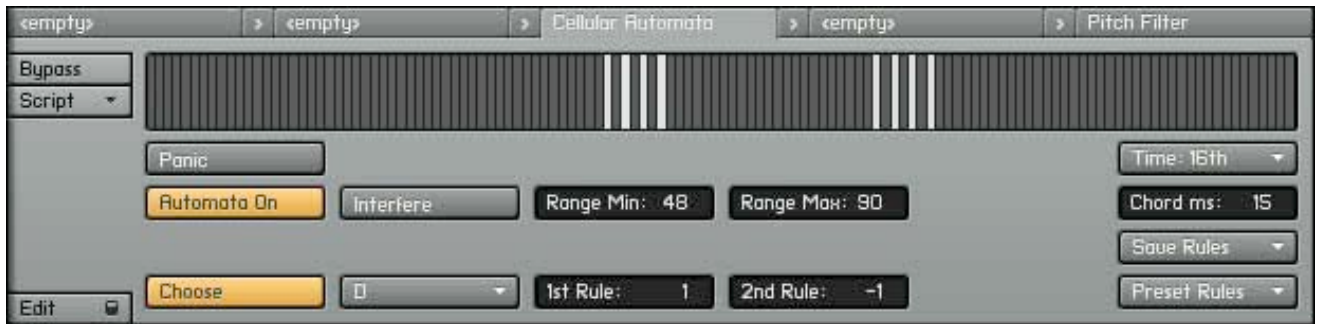 <empty> > <empty> > Cellular Automata > <empty> > Pitch Filter
Bypass
Script
Panic
Time: 16th
Automata On
Interfere
Range Min: 48
Range Max: 90
Chord ms: 15
Save Rules
Choose
D
1st Rule: 1
2nd Rule: -1
Preset Rules
Edit